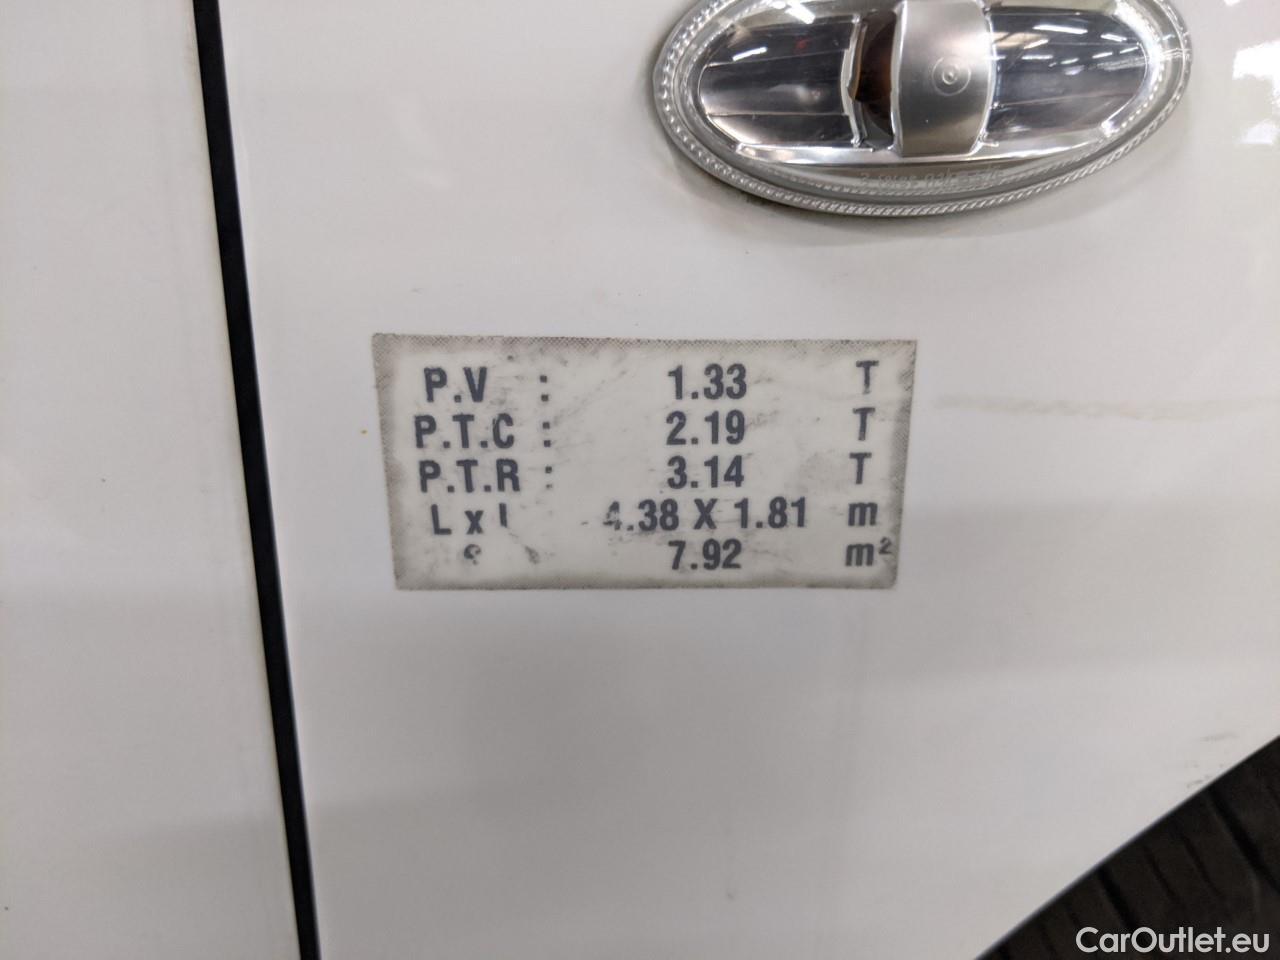 P.V : 1.33 T
P.T.C : 2.19 T
P.T.R : 3.14 T
L x l 4.38 X 1.81 m
S 7.92 m²
CarOutlet.eu